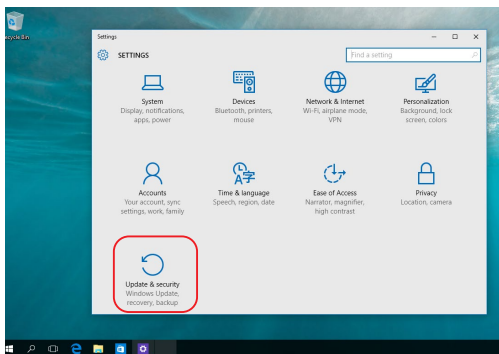 Recycle Bin
Settings
SETTINGS
Find a setting
System
Display, notifications,
apps, power
Devices
Bluetooth, printers,
mouse
Network & Internet
Wi-Fi, airplane mode,
VPN
Personalization
Background, lock
screen, colors
Accounts
Your account, sync
settings, work, family
Time & language
Speech, region, date
Ease of Access
Narrator, magnifier,
high contrast
Privacy
Location, camera
Update & security
Windows Update,
recovery, backup